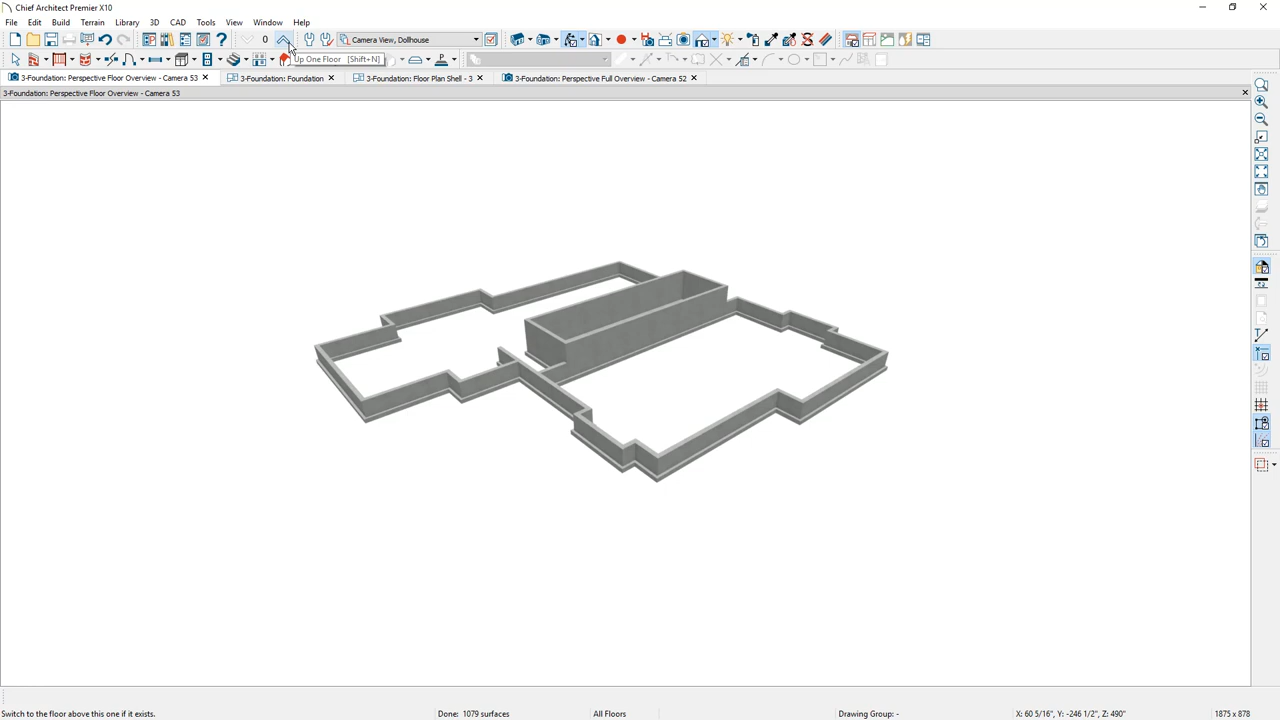 Chief Architect Premier X10
File Edit Build Terrain Library 3D CAD Tools View Window Help
0 Camera View, Dollhouse
Up One Floor [Shift+N]
3-Foundation: Perspective Floor Overview - Camera 53 3-Foundation: Foundation 3-Foundation: Floor Plan Shell - 3 3-Foundation: Perspective Full Overview - Camera 52
3-Foundation: Perspective Floor Overview - Camera 53
Switch to the floor above this one if it exists. Done: 1079 surfaces All Floors Drawing Group: - X: 60 5/16", Y: -246 1/2", Z: 490" 1875 x 878